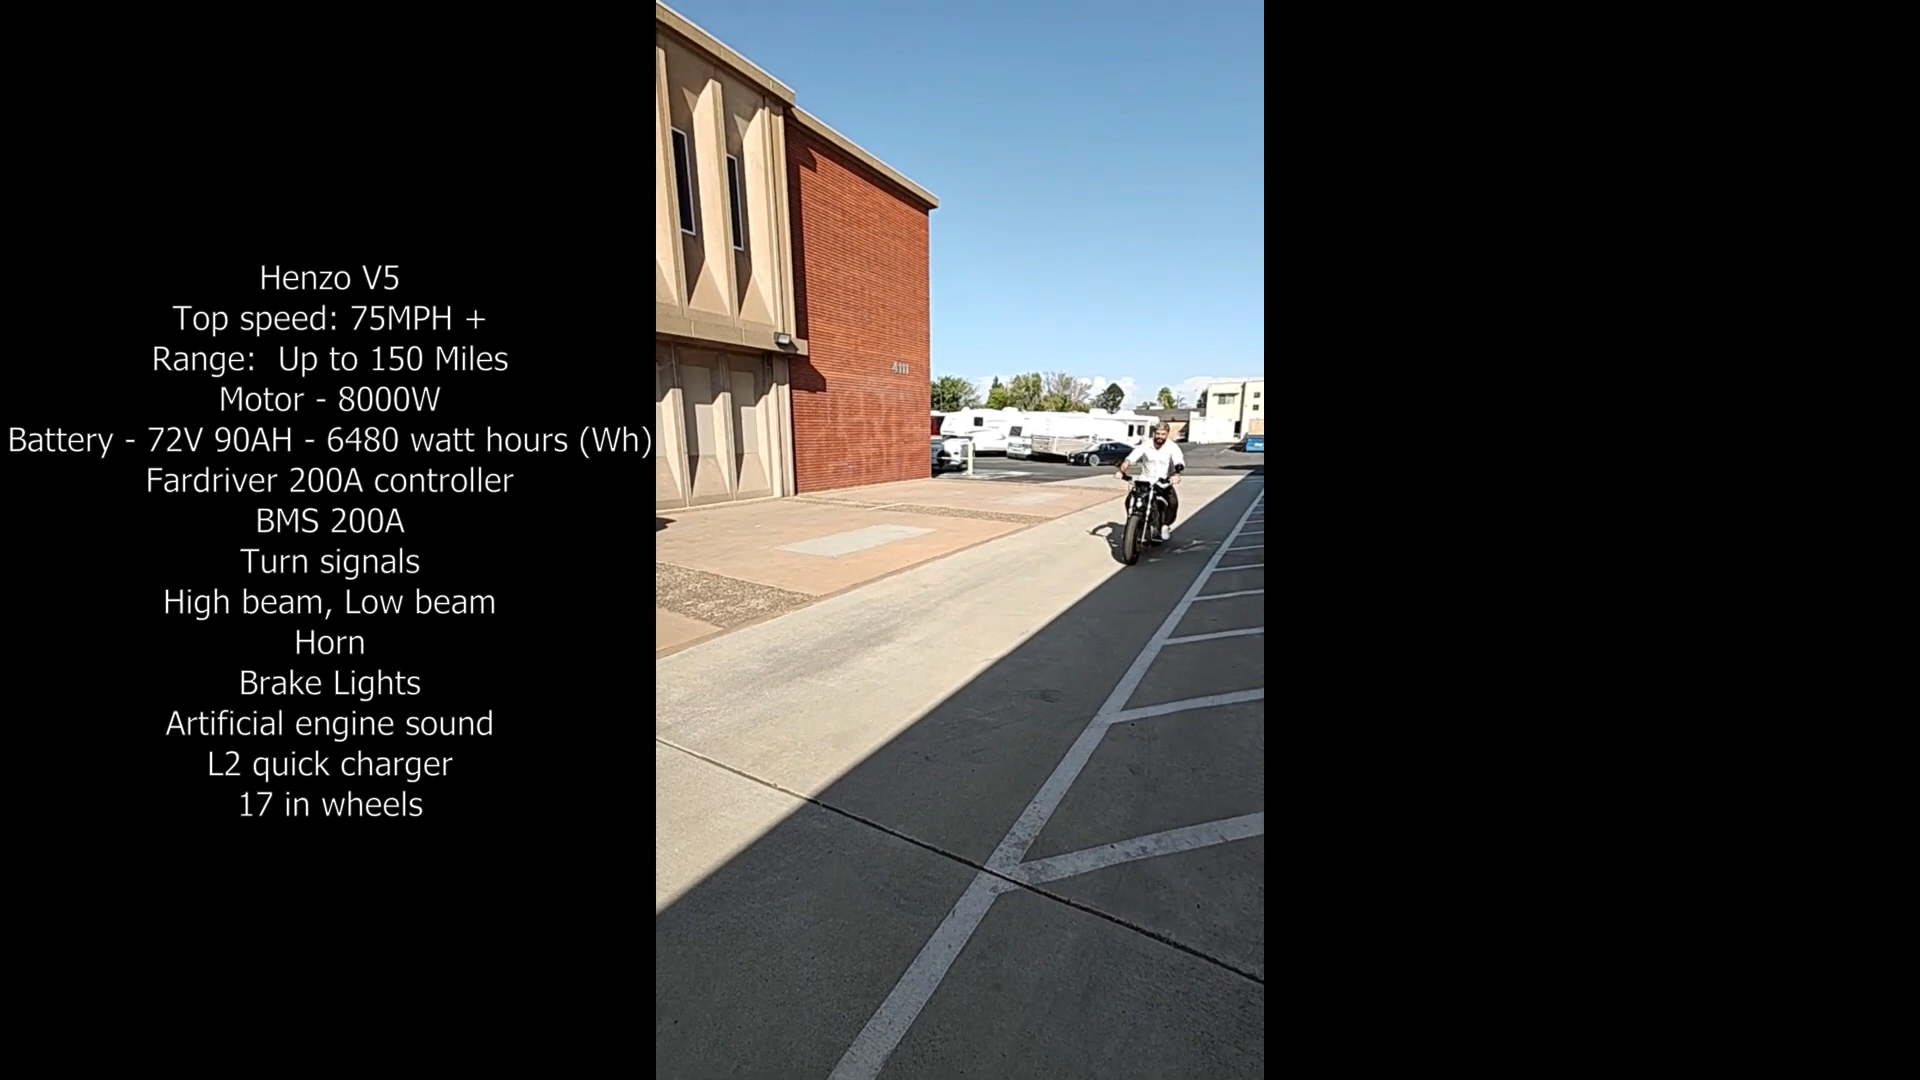 Henzo V5
Top speed: 75MPH +
Range:  Up to 150 Miles
Motor - 8000W
Battery - 72V 90AH - 6480 watt hours (Wh)
Fardriver 200A controller
BMS 200A
Turn signals
High beam, Low beam
Horn
Brake Lights
Artificial engine sound
L2 quick charger
17 in wheels
4111